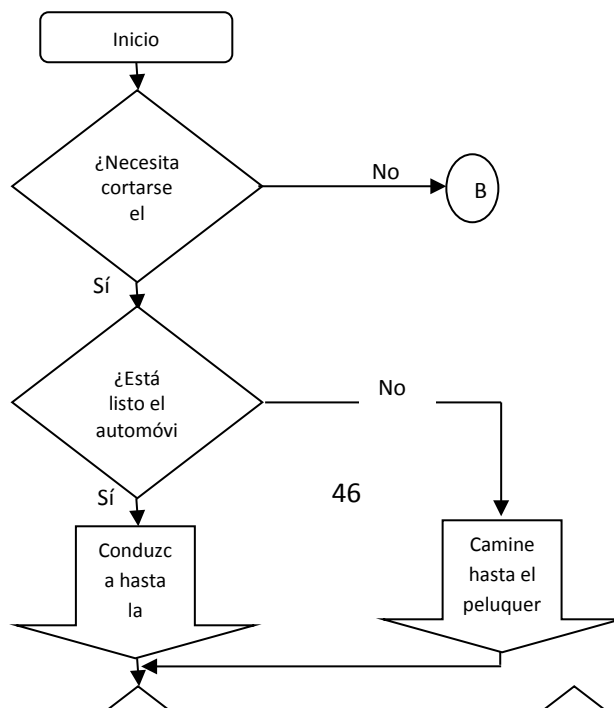 Inicio
¿Necesita
cortarse
el
No
B
Sí
¿Está
listo el
automóvi
No
Sí
46
Conduzc
a hasta
la
Camine
hasta el
peluquer